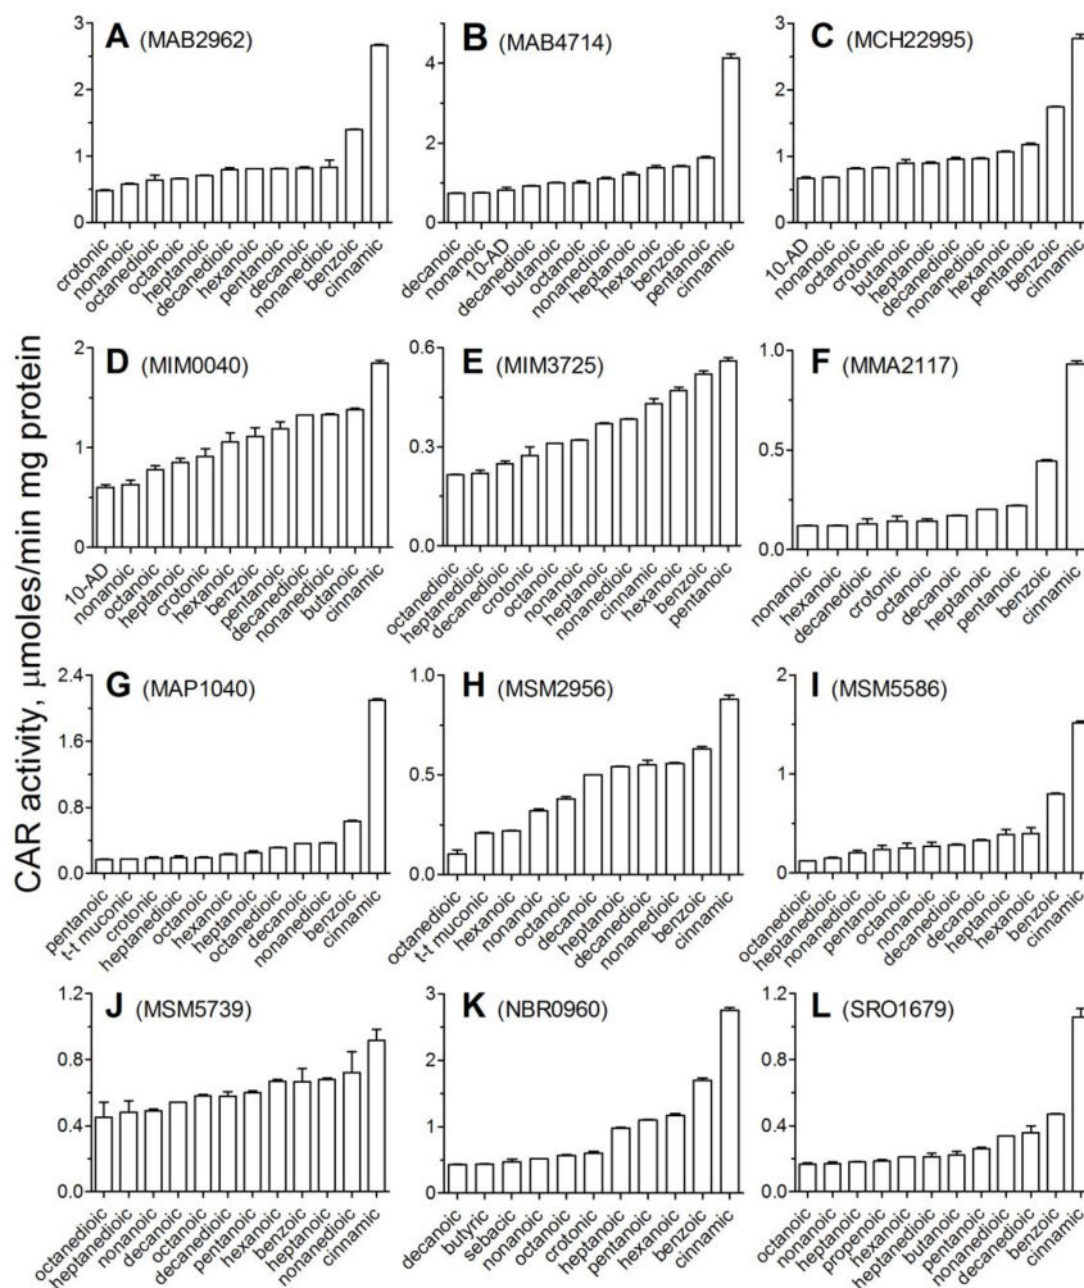 CAR activity, µmoles/min mg protein
A (MAB2962)
3
2
1
0
crotonic
nonanoic
octanedioic
octanoic
heptanoic
decanedioic
hexanoic
pentanoic
decanoic
nonanedioic
benzoic
cinnamic
B (MAB4714)
4
2
0
decanoic
nonanoic
10-AD
decanedioic
butanoic
octanoic
nonanedioic
heptanoic
hexanoic
benzoic
pentanoic
cinnamic
C (MCH22995)
3
2
1
0
10-AD
nonanoic
octanoic
crotonic
butanoic
heptanoic
decanedioic
nonanedioic
hexanoic
pentanoic
benzoic
cinnamic
D (MIM0040)
2
1
0
10-AD
nonanoic
octanoic
heptanoic
crotonic
hexanoic
benzoic
pentanoic
decanedioic
nonanedioic
butanoic
cinnamic
E (MIM3725)
0.6
0.3
0.0
octanedioic
heptanedioic
decanedioic
crotonic
octanoic
nonanoic
heptanoic
nonanedioic
cinnamic
hexanoic
benzoic
pentanoic
F (MMA2117)
1.0
0.5
0.0
nonanoic
hexanoic
decanedioic
crotonic
octanoic
decanoic
heptanoic
pentanoic
benzoic
cinnamic
G (MAP1040)
2.4
1.6
0.8
0.0
pentanoic
t-t muconic
crotonic
heptanedioic
octanoic
hexanoic
heptanoic
octanedioic
decanoic
nonanedioic
benzoic
cinnamic
H (MSM2956)
1.0
0.5
0.0
octanedioic
t-t muconic
hexanoic
nonanoic
octanoic
decanoic
heptanoic
decanedioic
nonanedioic
benzoic
cinnamic
I (MSM5586)
2
1
0
octanedioic
heptanedioic
nonanedioic
pentanoic
octanoic
nonanoic
decanedioic
decanoic
heptanoic
hexanoic
benzoic
cinnamic
J (MSM5739)
1.2
0.8
0.4
0.0
octanedioic
heptanedioic
nonanoic
decanoic
octanoic
decanedioic
pentanoic
hexanoic
benzoic
heptanoic
nonanedioic
cinnamic
K (NBR0960)
3
2
1
0
decanoic
butyric
sebacic
nonanoic
octanoic
crotonic
heptanoic
pentanoic
hexanoic
benzoic
cinnamic
L (SRO1679)
1.2
0.8
0.4
0.0
octanoic
nonanoic
heptanoic
propenoic
hexanoic
heptanedioic
butanoic
pentanoic
nonanedioic
decanedioic
benzoic
cinnamic